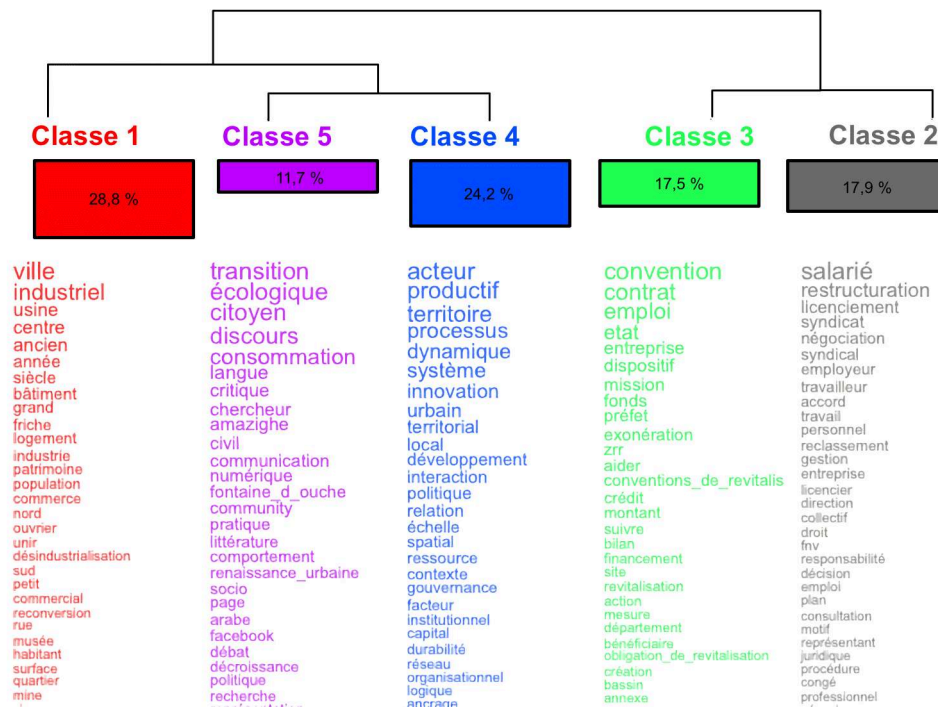 Classe 1
Classe 5
Classe 4
Classe 3
Classe 2
28,8 %
11,7 %
24,2 %
17,5 %
17,9 %
ville
industriel
usine
centre
ancien
année
siècle
bâtiment
grand
friche
logement
industrie
patrimoine
population
commerce
nord
ouvrier
unir
désindustrialisation
sud
petit
commercial
reconversion
rue
musée
habitant
surface
quartier
mine
transition
écologique
citoyen
discours
consommation
langue
critique
chercheur
amazighe
civil
communication
numérique
fontaine_d_ouche
community
pratique
littérature
comportement
renaissance_urbaine
socio
page
arabe
facebook
débat
décroissance
politique
recherche
acteur
productif
territoire
processus
dynamique
système
innovation
urbain
territorial
local
développement
interaction
politique
relation
échelle
spatial
ressource
contexte
gouvernance
facteur
institutionnel
capital
durabilité
réseau
organisationnel
logique
ancrage
convention
contrat
emploi
etat
entreprise
dispositif
mission
fonds
préfet
exonération
zrr
aider
conventions_de_revitalis
crédit
montant
suivre
bilan
financement
site
revitalisation
action
mesure
département
bénéficiaire
obligation_de_revitalisation
création
bassin
annexe
salarié
restructuration
licenciement
syndicat
négociation
syndical
employeur
travailleur
accord
travail
personnel
reclassement
gestion
entreprise
licencier
direction
collectif
droit
fnv
responsabilité
décision
emploi
plan
consultation
motif
représentant
juridique
procédure
congé
professionnel